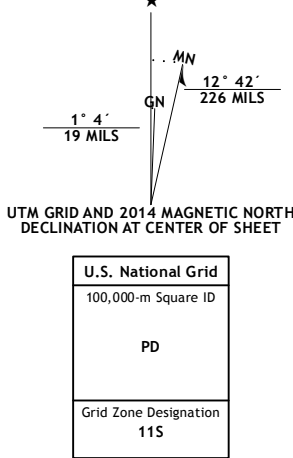 MN
12° 42´
226 MILS
GN
1° 4´
19 MILS
UTM GRID AND 2014 MAGNETIC NORTH
DECLINATION AT CENTER OF SHEET
U.S. National Grid
100,000-m Square ID
PD
Grid Zone Designation
11S